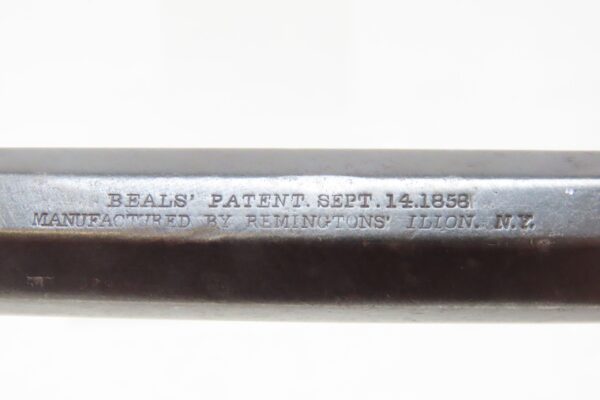 BEALS' PATENT. SEPT. 14. 1858
MANUFACTURED BY REMINGTONS' ILION. N.Y.